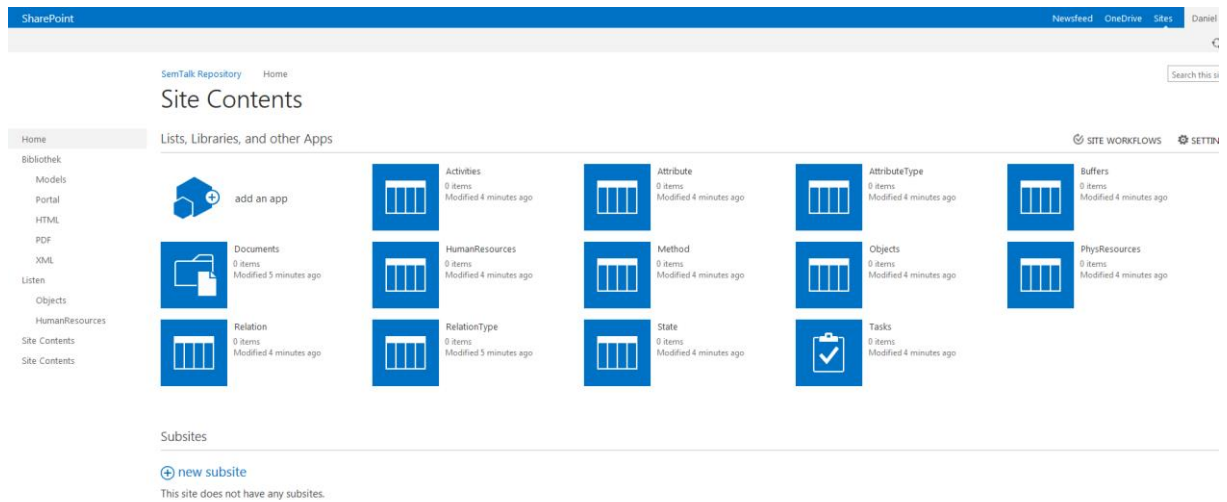 SharePoint
Newsfeed OneDrive Sites Daniel
SemTalk Repository Home
Search this si
Site Contents
Home
Bibliothek
Models
Portal
HTML
PDF
XML
Listen
Objects
HumanResources
Site Contents
Site Contents
Lists, Libraries, and other Apps
SITE WORKFLOWS SETTIN
add an app
Activities
0 items
Modified 4 minutes ago
Attribute
0 items
Modified 4 minutes ago
AttributeType
0 items
Modified 4 minutes ago
Buffers
0 items
Modified 4 minutes ago
Documents
0 items
Modified 5 minutes ago
HumanResources
0 items
Modified 4 minutes ago
Method
0 items
Modified 4 minutes ago
Objects
0 items
Modified 4 minutes ago
PhysResources
0 items
Modified 4 minutes ago
Relation
0 items
Modified 4 minutes ago
RelationType
0 items
Modified 5 minutes ago
State
0 items
Modified 4 minutes ago
Tasks
0 items
Modified 4 minutes ago
Subsites
new subsite
This site does not have any subsites.